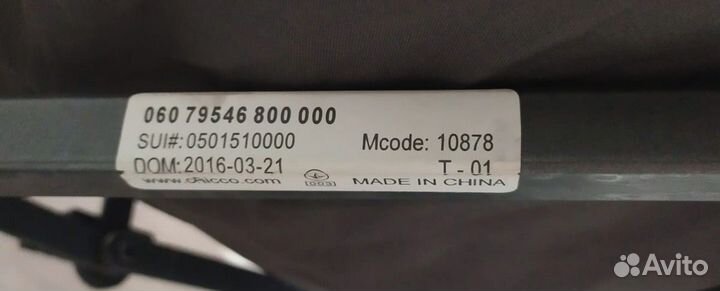 060 79546 800 000
SUI#: 0501510000 Mcode: 10878
DOM: 2016-03-21 T - 01
www.chicco.com 003 MADE IN CHINA
Avito